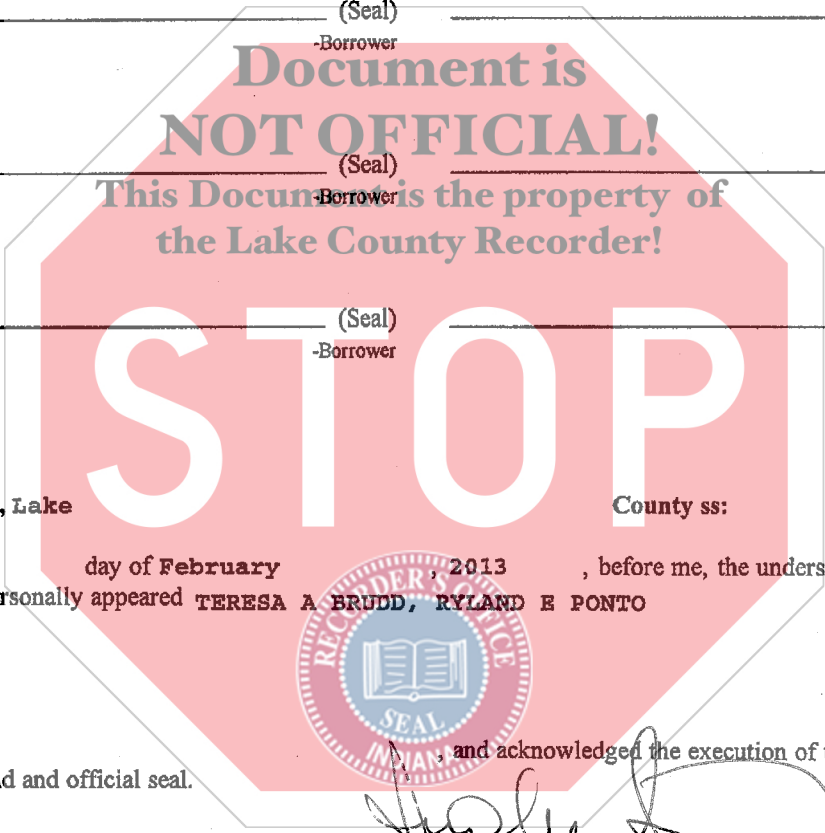 (Seal)
-Borrower
Document is
NOT OFFICIAL!
(Seal)
This Document is the property of
-Borrower
the Lake County Recorder!
(Seal)
-Borrower
STOP
, Lake County ss:
day of February , 2013 , before me, the unders
rsonally appeared TERESA A BRUDD, RYLAND E PONTO
RECORDER'S OFFICE
SEAL
INDIANA
, and acknowledged the execution of
d and official seal.